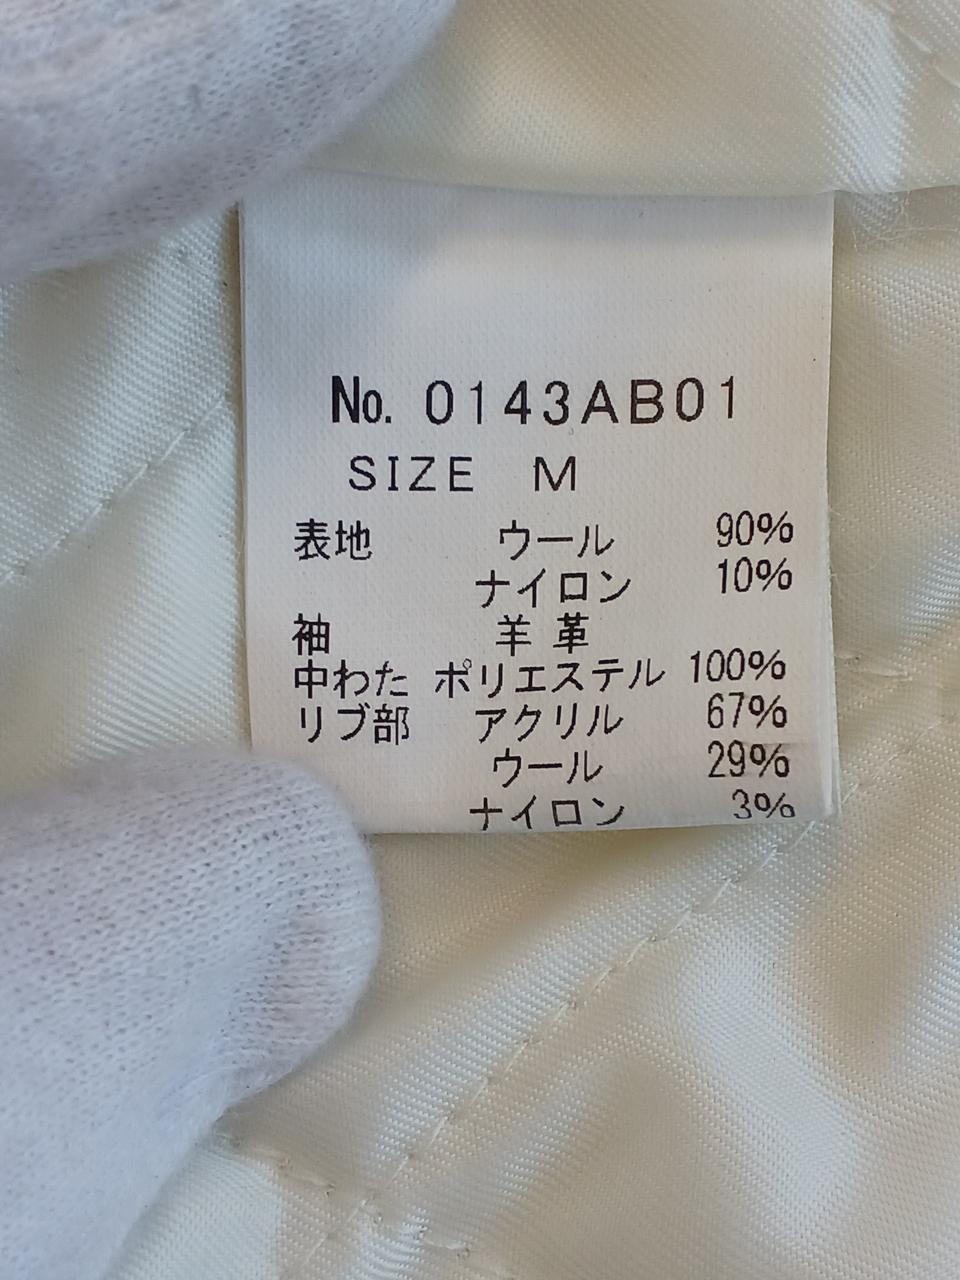 No. 0143AB01
SIZE M
表地 ウール 90%
ナイロン 10%
袖 羊革
中わた ポリエステル 100%
リブ部 アクリル 67%
ウール 29%
ナイロン 3%